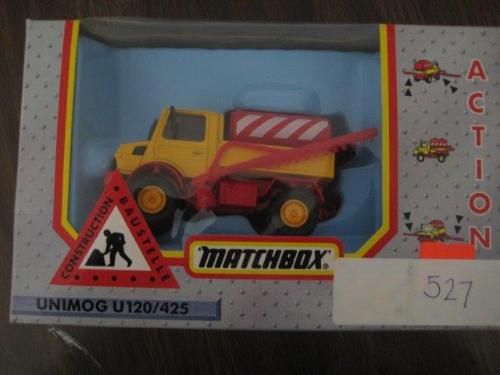 ACTION
CONSTRUCTION
BAUSTELLE
MATCHBOX
UNIMOG U120/425
527